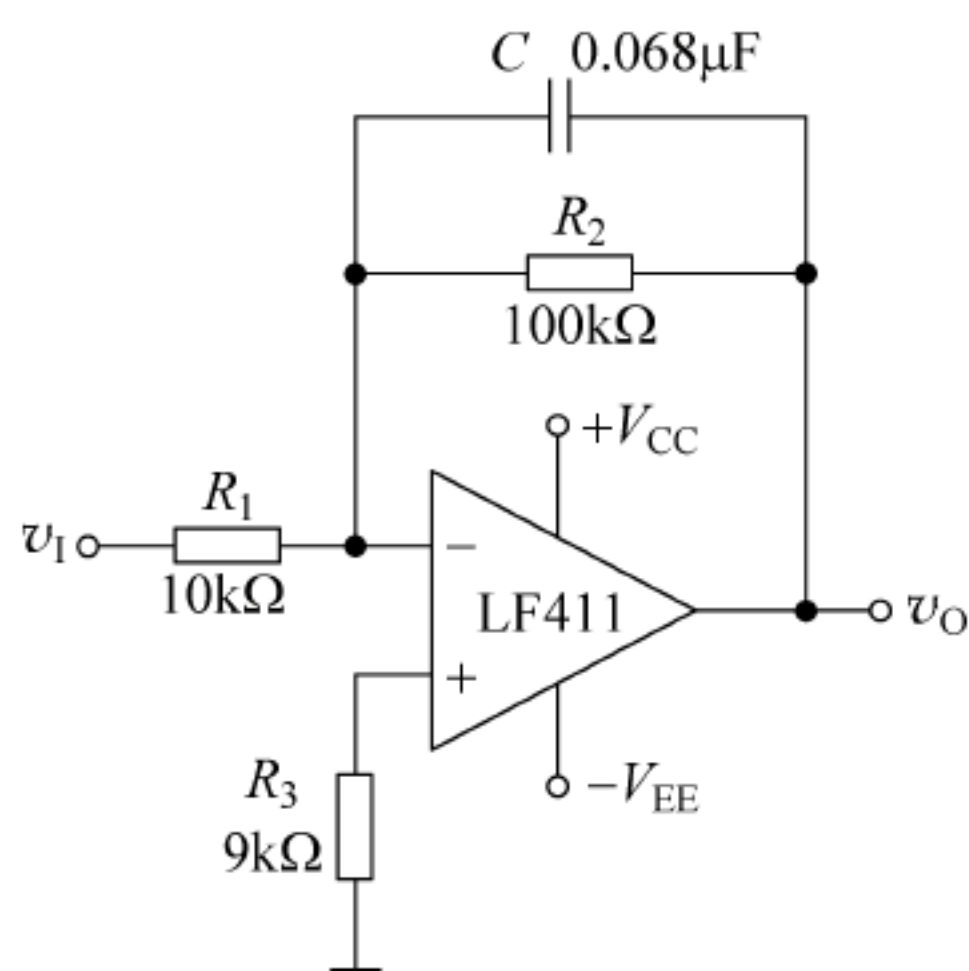 C 0.068μF
R2
100kΩ
+VCC
R1
vI
10kΩ
−
LF411
vO
+
R3
−VEE
9kΩ